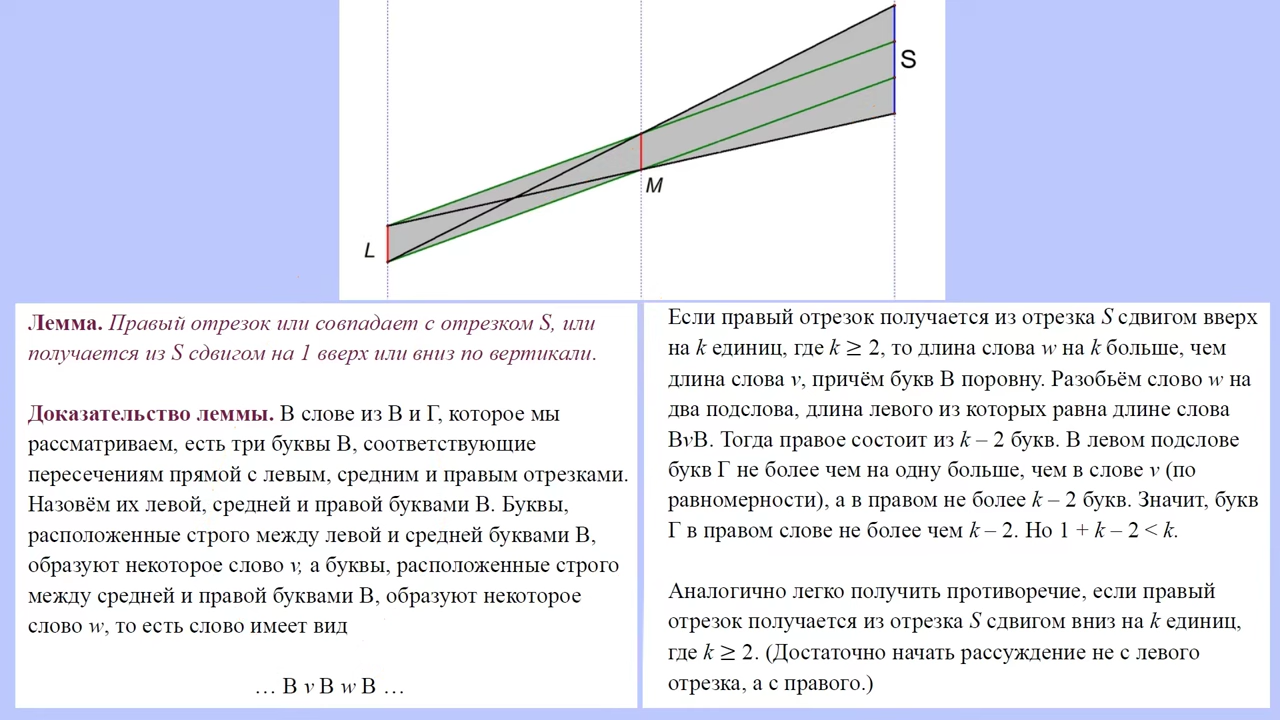 S
M
L
Лемма. Правый отрезок или совпадает с отрезком S, или
получается из S сдвигом на 1 вверх или вниз по вертикали.
Доказательство леммы. В слове из В и Г, которое мы
рассматриваем, есть три буквы В, соответствующие
пересечениям прямой с левым, средним и правым отрезками.
Назовём их левой, средней и правой буквами В. Буквы,
расположенные строго между левой и средней буквами В,
образуют некоторое слово v, а буквы, расположенные строго
между средней и правой буквами В, образуют некоторое
слово w, то есть слово имеет вид
… В v В w В …
Если правый отрезок получается из отрезка S сдвигом вверх
на k единиц, где k ≥ 2, то длина слова w на k больше, чем
длина слова v, причём букв В поровну. Разобьём слово w на
два подслова, длина левого из которых равна длине слова
ВvВ. Тогда правое состоит из k – 2 букв. В левом подслове
букв Г не более чем на одну больше, чем в слове v (по
равномерности), а в правом не более k – 2 букв. Значит, букв
Г в правом слове не более чем k – 2. Но 1 + k – 2 < k.
Аналогично легко получить противоречие, если правый
отрезок получается из отрезка S сдвигом вниз на k единиц,
где k ≥ 2. (Достаточно начать рассуждение не с левого
отрезка, а с правого.)